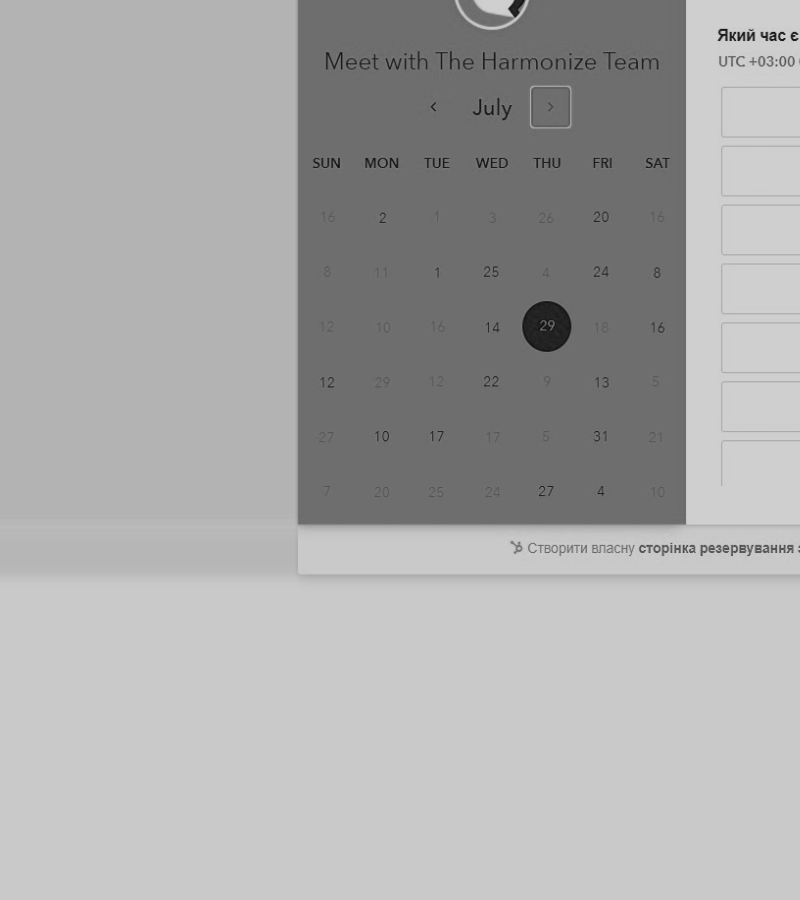 Який час є
Meet with The Harmonize Team
UTC +03:00
July
SUN MON TUE WED THU FRI SAT
16 2 1 3 26 20 16
8 11 1 25 4 24 8
12 10 16 14 29 18 16
12 29 12 22 9 13 5
27 10 17 17 5 31 21
7 20 25 24 27 4 10
Створити власну сторінка резервування з